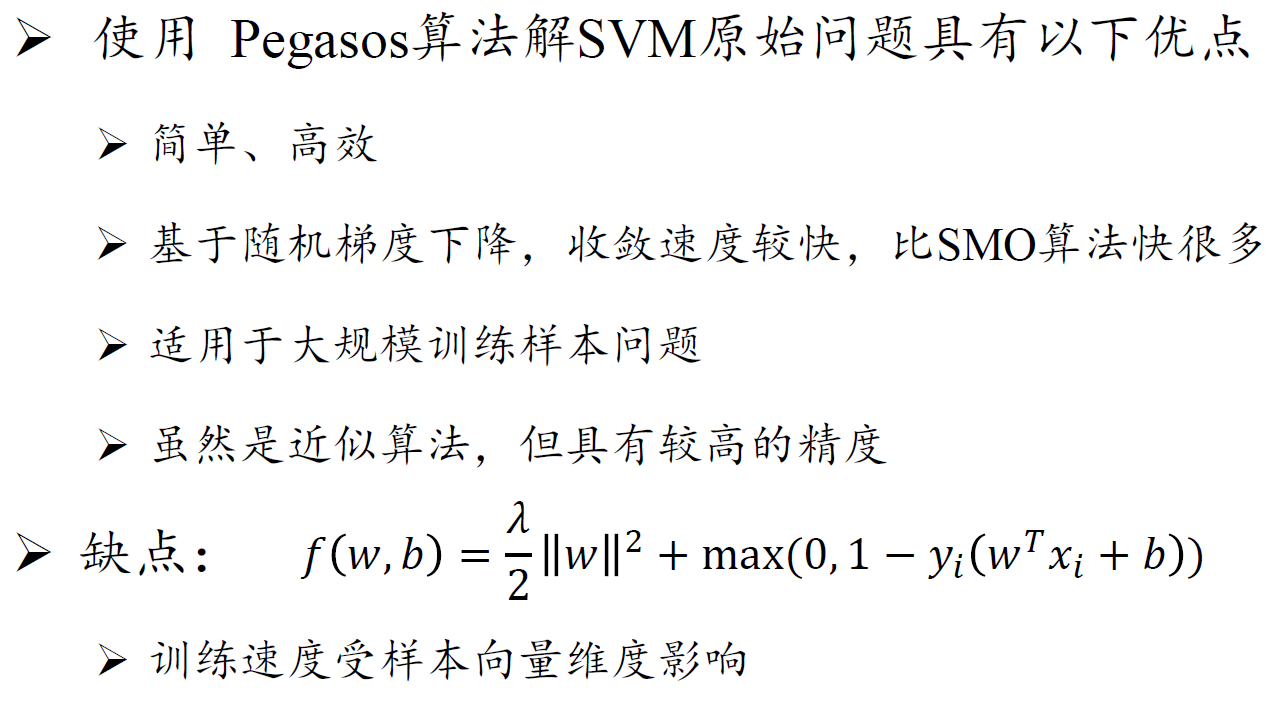 ➢ 使用 Pegasos算法解SVM原始问题具有以下优点
➢ 简单、高效
➢ 基于随机梯度下降，收敛速度较快，比SMO算法快很多
➢ 适用于大规模训练样本问题
➢ 虽然是近似算法，但具有较高的精度
➢ 缺点： f(w, b) = λ/2 ‖w‖² + max(0, 1 − yᵢ(wᵀxᵢ + b))
➢ 训练速度受样本向量维度影响